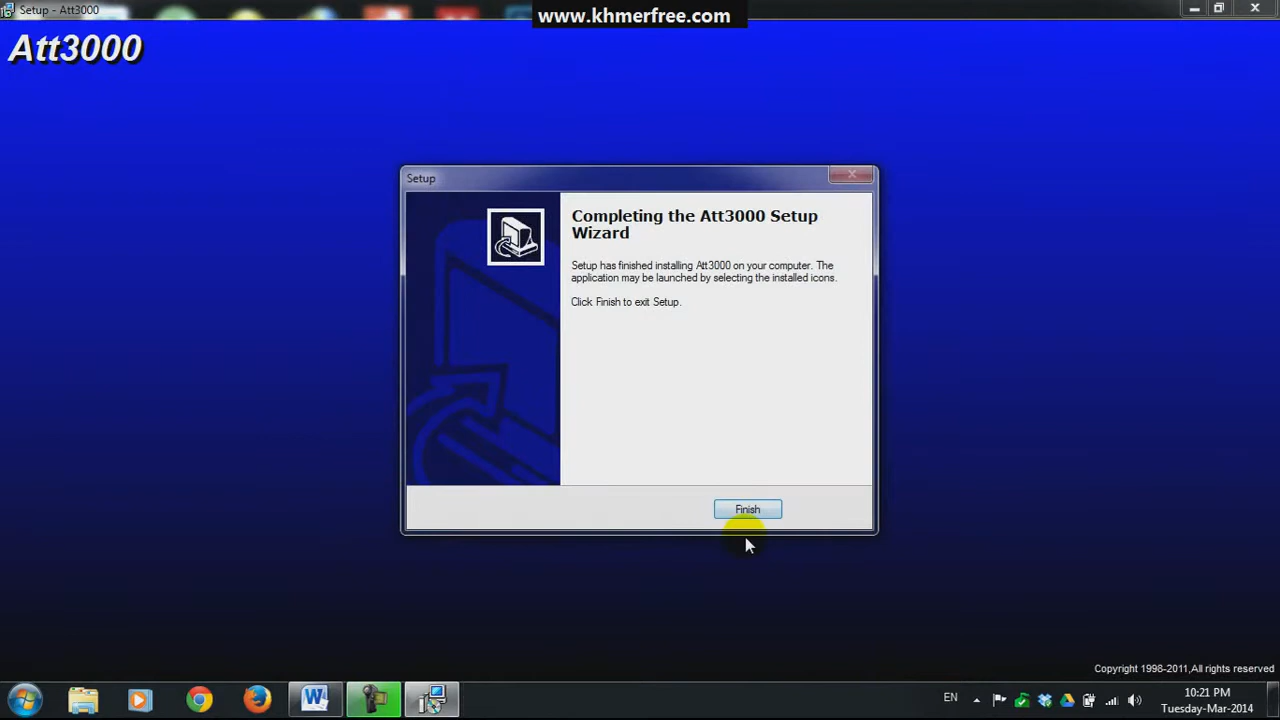 Setup - Att3000
www.khmerfree.com
Att3000
Setup
Completing the Att3000 Setup
Wizard
Setup has finished installing Att3000 on your computer. The
application may be launched by selecting the installed icons.
Click Finish to exit Setup.
Finish
Copyright 1998-2011,All rights reserved
EN
10:21 PM
Tuesday-Mar-2014